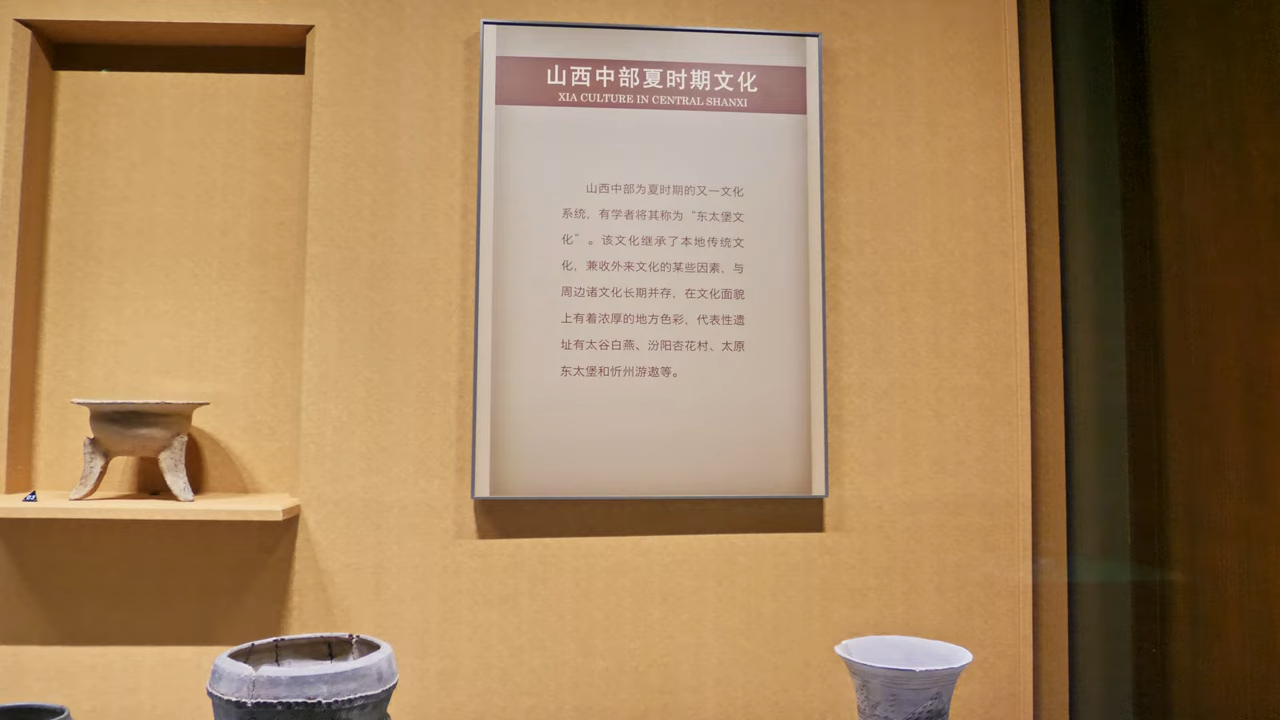 山西中部夏时期文化
XIA CULTURE IN CENTRAL SHANXI
山西中部为夏时期的又一文化
系统，有学者将其称为“东太堡文
化”。该文化继承了本地传统文
化，兼收外来文化的某些因素，与
周边诸文化长期并存，在文化面貌
上有着浓厚的地方色彩，代表性遗
址有太谷白燕、汾阳杏花村、太原
东太堡和忻州游遨等。
03